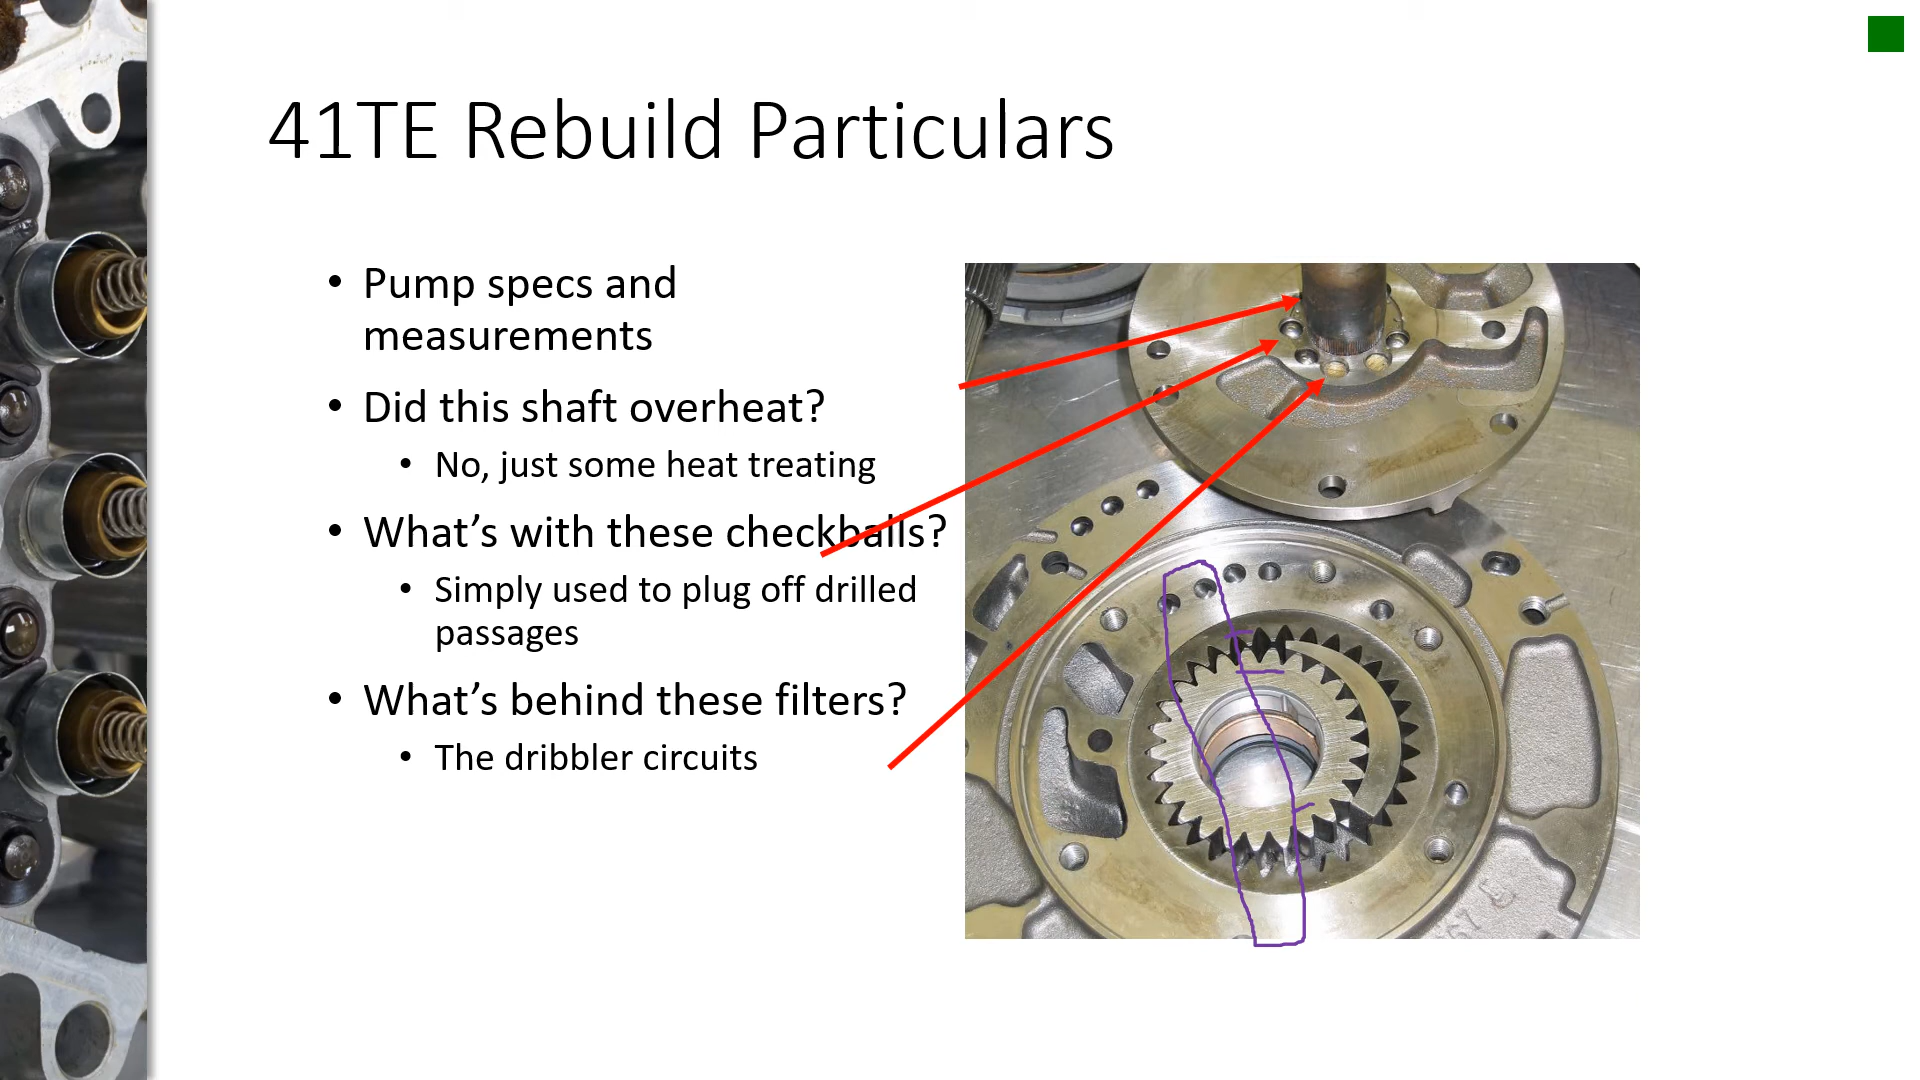 41TE Rebuild Particulars
• Pump specs and
measurements
• Did this shaft overheat?
• No, just some heat treating
• What’s with these checkballs?
• Simply used to plug off drilled
passages
• What’s behind these filters?
• The dribbler circuits